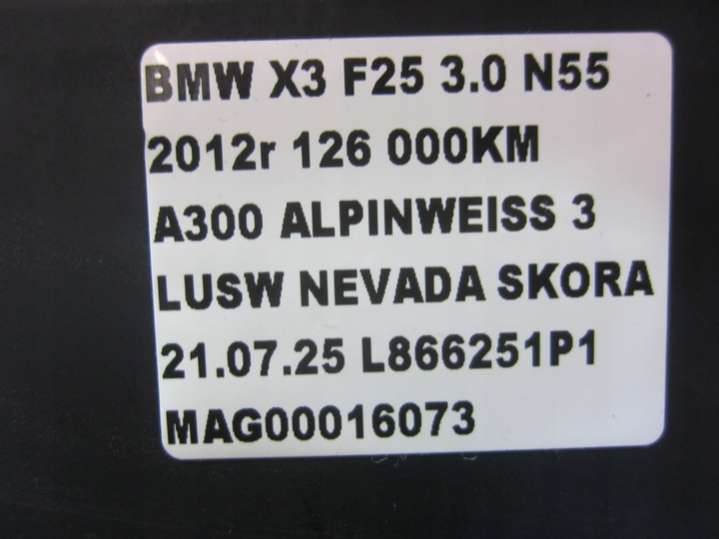 BMW X3 F25 3.0 N55
2012r 126 000KM
A300 ALPINWEISS 3
LUSW NEVADA SKORA
21.07.25 L866251P1
MAG00016073